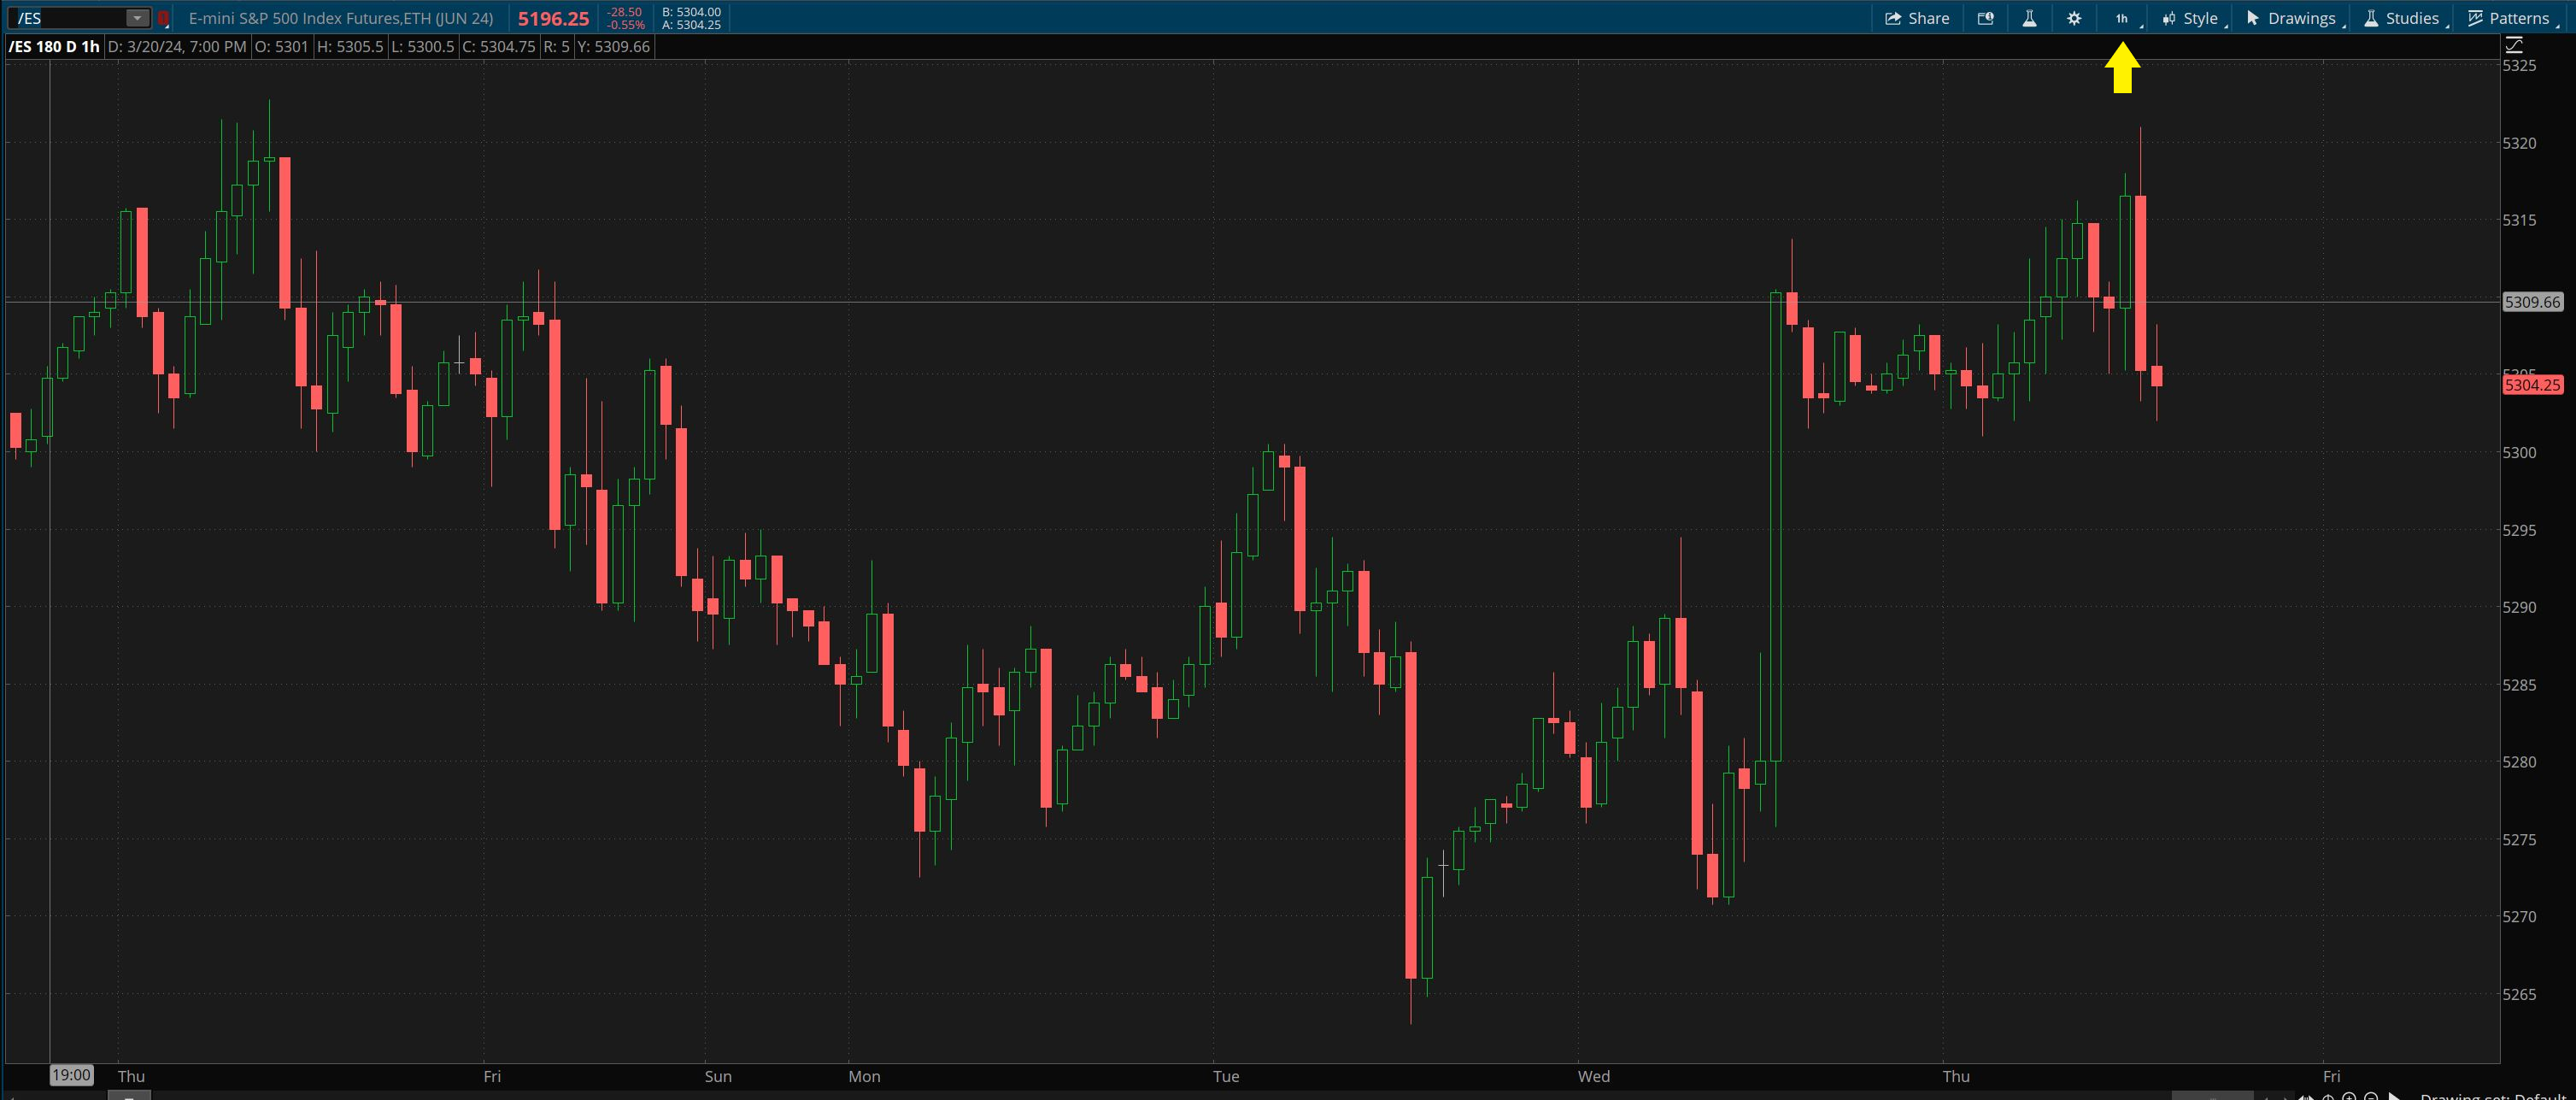 /ES E-mini S&P 500 Index Futures,ETH (JUN 24) 5196.25 -28.50 B: 5304.00 Share 1h Style Drawings Studies Patterns
-0.55% A: 5304.25
/ES 180 D 1h D: 3/20/24, 7:00 PM O: 5301 H: 5305.5 L: 5300.5 C: 5304.75 R: 5 Y: 5309.66
5325
5320
5315
5309.66
5305
5304.25
5300
5295
5290
5285
5280
5275
5270
5265
19:00 Thu Fri Sun Mon Tue Wed Thu Fri
Drawing set: Default